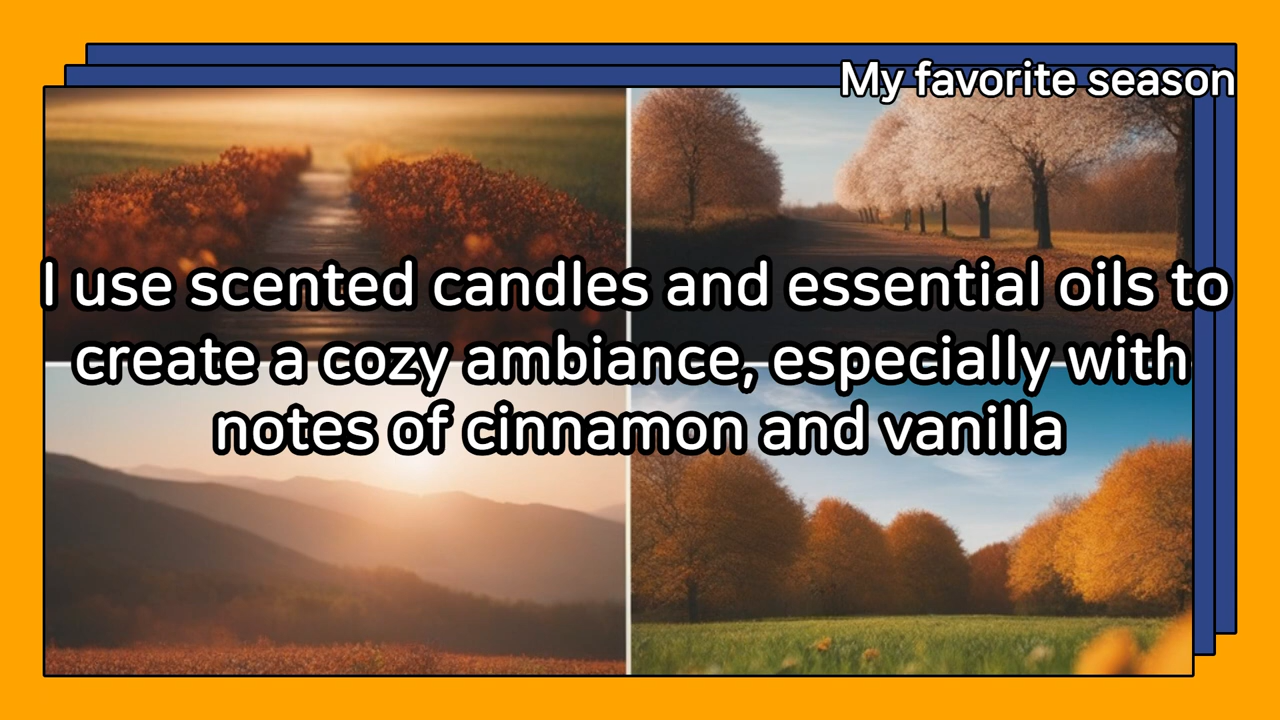 My favorite season
I use scented candles and essential oils to
create a cozy ambiance, especially with
notes of cinnamon and vanilla